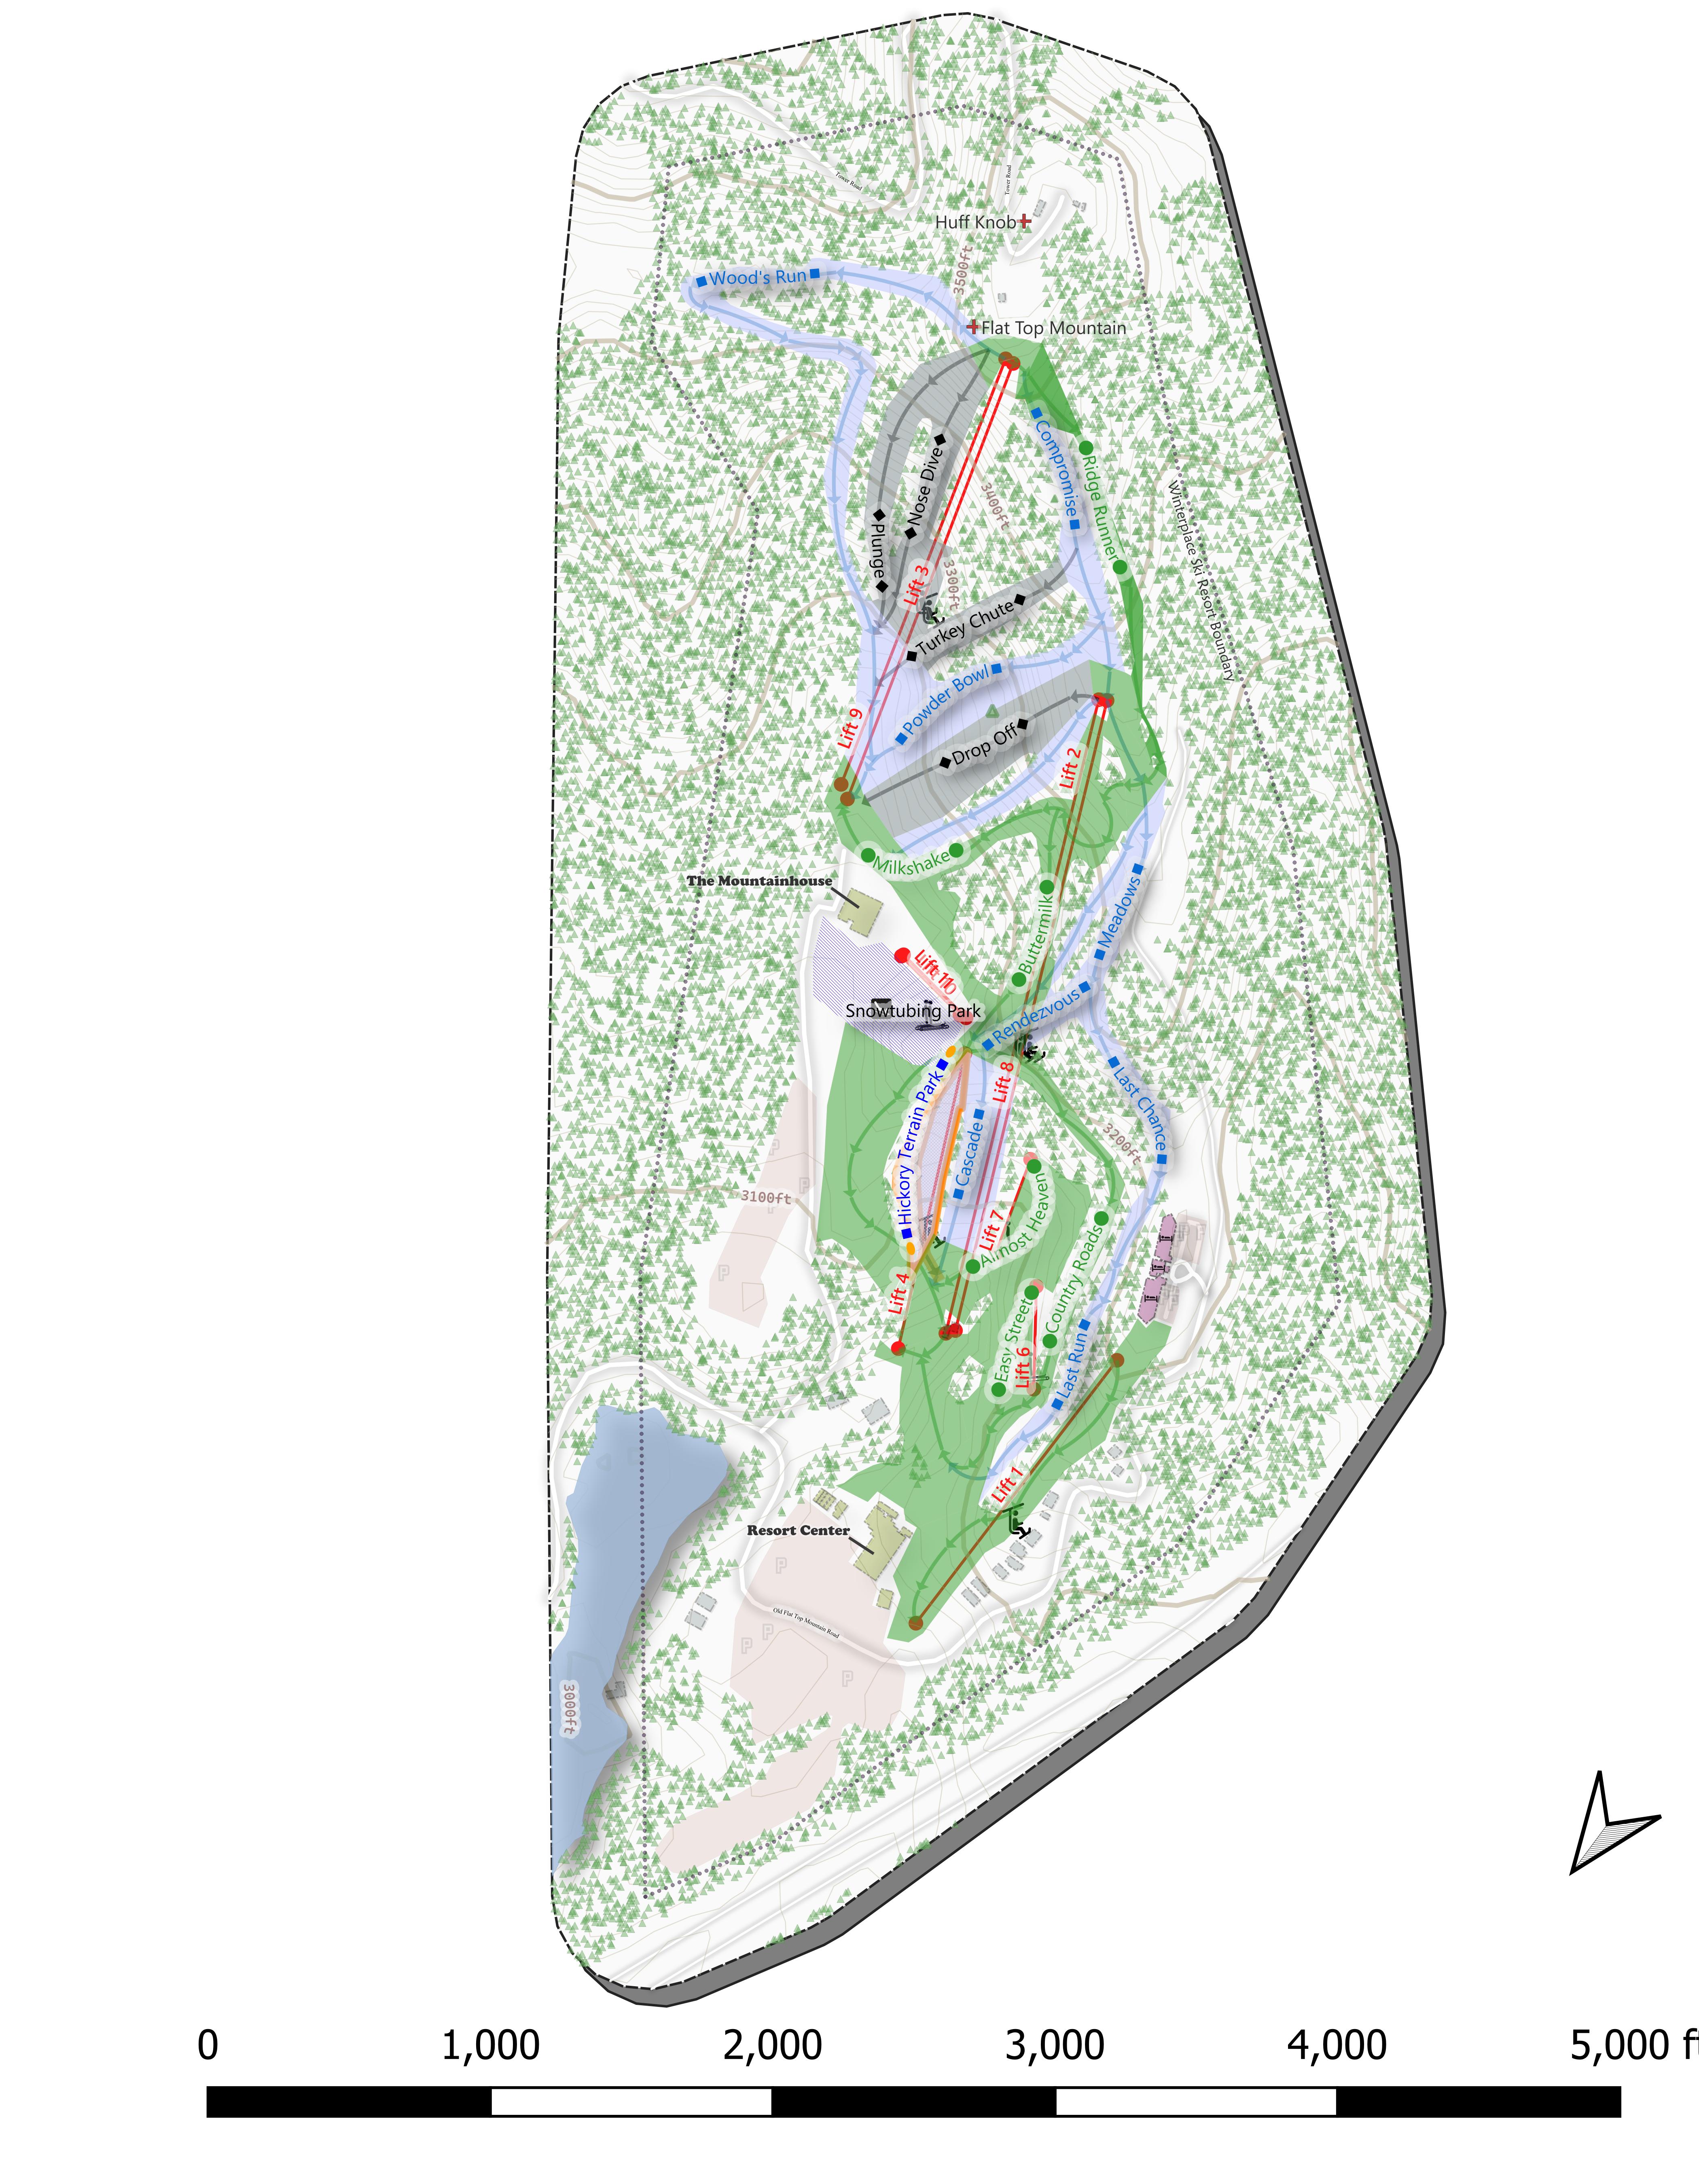 Tower Road
Tower Road
Huff Knob
3500ft
Wood's Run
Flat Top Mountain
Compromise
Ridge Runner
Nose Dive
3400ft
Winterplace Ski Resort Boundary
Plunge
Lift 3
3300ft
Turkey Chute
Powder Bowl
Lift 9
Drop Off
Lift 2
Milkshake
The Mountainhouse
Buttermilk
Meadows
Lift 11
Snowtubing Park
Rendezvous
Lift 8
Hickory Terrain Park
Last Chance
Cascade
3200ft
P
P
P
3100ft
Almost Heaven
Lift 7
P
P
Country Roads
Lift 4
Easy Street
Lift 6
Last Run
Lift 1
Resort Center
P
Old Flat Top Mountain Road
P
P
P
3000ft
0 1,000 2,000 3,000 4,000 5,000 ft